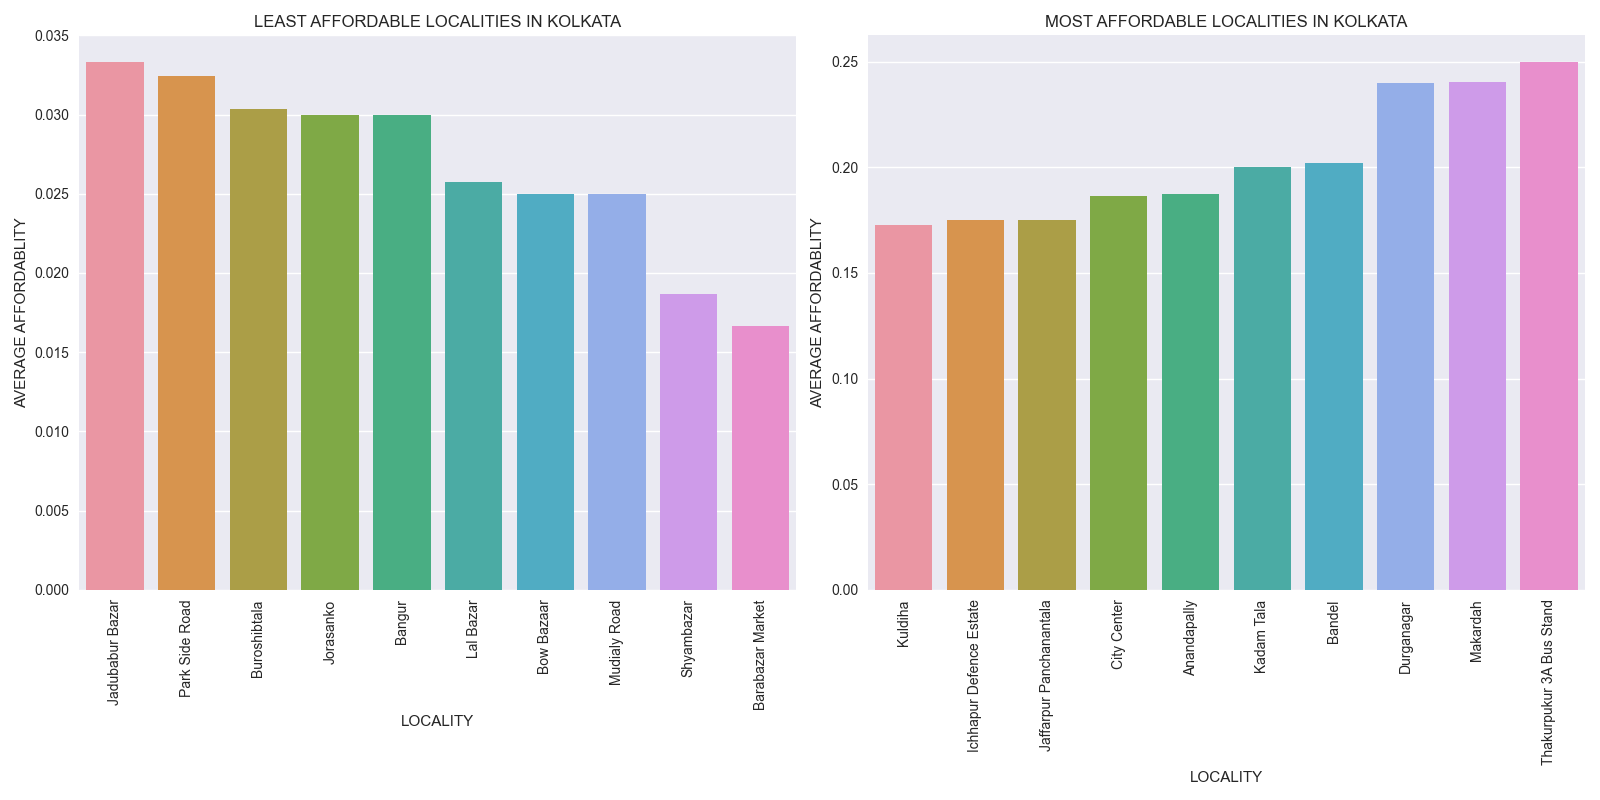 LEAST AFFORDABLE LOCALITIES IN KOLKATA
AVERAGE AFFORDABLITY
0.035
0.030
0.025
0.020
0.015
0.010
0.005
0.000
Jadubabur Bazar
Park Side Road
Buroshibtala
Jorasanko
Bangur
Lal Bazar
Bow Bazaar
Mudialy Road
Shyambazar
Barabazar Market
LOCALITY
MOST AFFORDABLE LOCALITIES IN KOLKATA
AVERAGE AFFORDABLITY
0.25
0.20
0.15
0.10
0.05
0.00
Kuldiha
Ichhapur Defence Estate
Jaffarpur Panchanantala
City Center
Anandapally
Kadam Tala
Bandel
Durganagar
Makardah
Thakurpukur 3A Bus Stand
LOCALITY